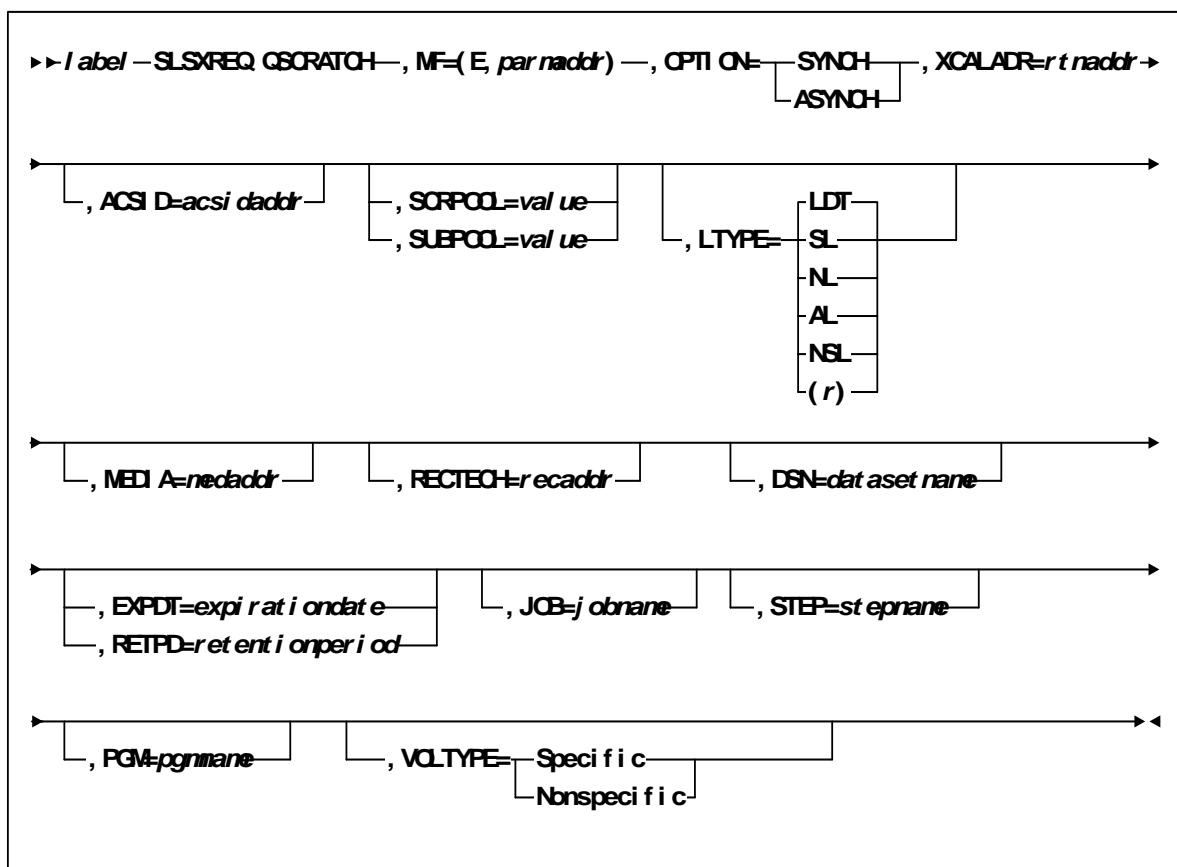 label SLSXREQ QSCRATCH , MF=(E, parmaddr) , OPTION= SYNCH , XCALADR=rtnaddr
ASYNCH
, ACSID=acsidaddr , SCRPOOL=value , LTYPE= LDT
, SUBPOOL=value SL
NL
AL
NSL
(r)
, MEDIA=medaddr , RECTECH=recaddr , DSN=datasetname
, EXPDT=expirationdate , JOB=jobname , STEP=stepname
, RETPD=retentionperiod
, PGM=pgmname , VOLTYPE= Specific
Nonspecific